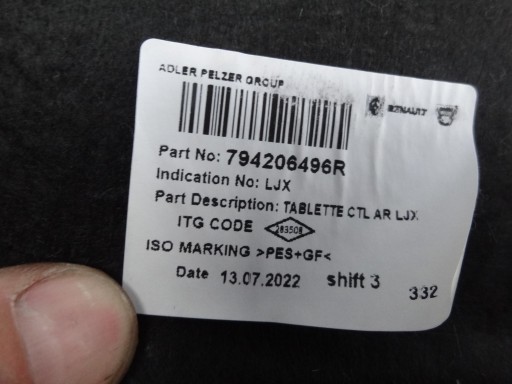 ADLER PELZER GROUP
RENAULT
Part No: 794206496R
Indication No: LJX
Part Description: TABLETTE CTL AR LJX
ITG CODE 283508
ISO MARKING >PES+GF<
Date 13.07.2022 shift 3 332